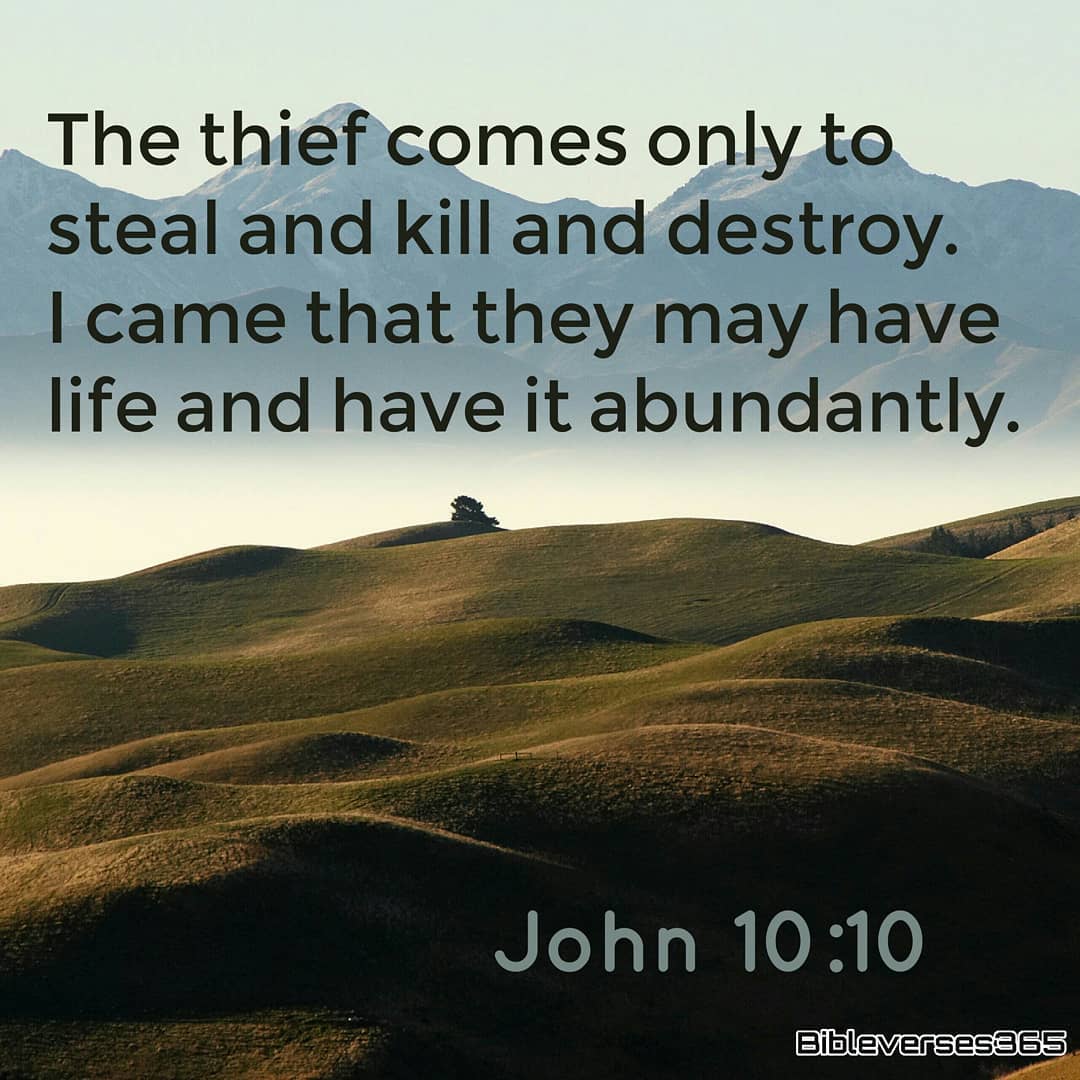 The thief comes only to
steal and kill and destroy.
I came that they may have
life and have it abundantly.
John 10:10
Bibleverses365